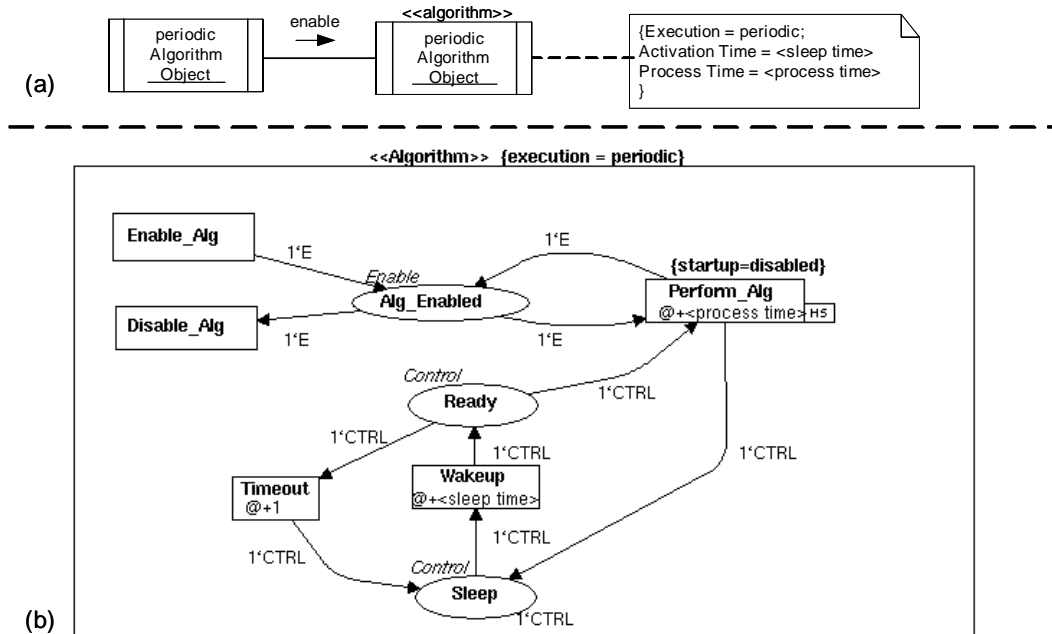 <<algorithm>>
enable
periodic
Algorithm
Object
periodic
Algorithm
Object
{Execution = periodic;
Activation Time = <sleep time>
Process Time = <process time>
}
(a)
<<Algorithm>> {execution = periodic}
Enable_Alg
1‘E
1‘E
{startup=disabled}
Enable
Alg_Enabled
Perform_Alg
@+<process time>
HS
Disable_Alg
1‘E
1‘E
Control
Ready
1‘CTRL
1‘CTRL
1‘CTRL
1‘CTRL
Timeout
@+1
Wakeup
@+<sleep time>
1‘CTRL
1‘CTRL
Control
Sleep
1‘CTRL
(b)